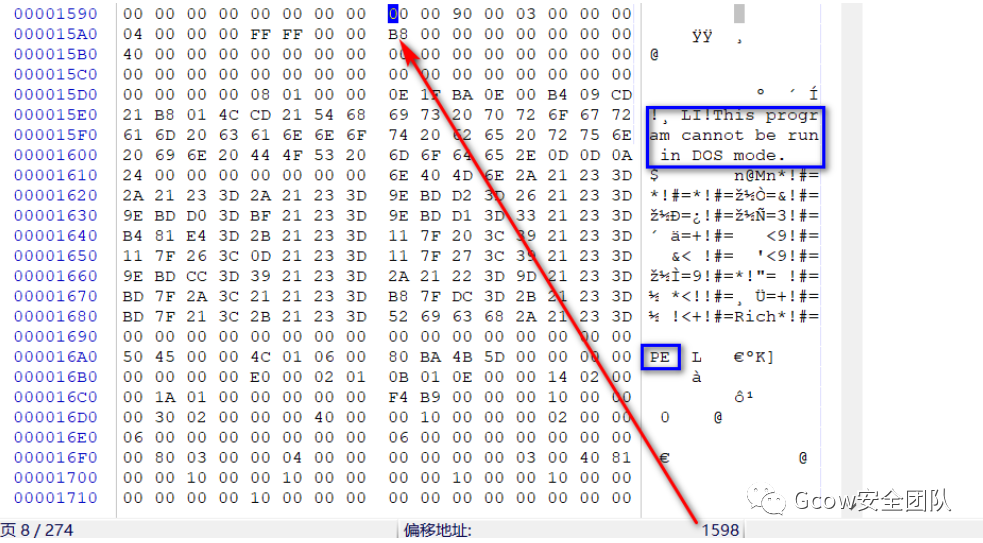 00001590 00 00 00 00 00 00 00 00 00 00 90 00 03 00 00 00
000015A0 04 00 00 00 FF FF 00 00 B8 00 00 00 00 00 00 00 ÿÿ ¸
000015B0 40 00 00 00 00 00 00 00 00 00 00 00 00 00 00 00 @
000015C0 00 00 00 00 00 00 00 00 00 00 00 00 00 00 00 00
000015D0 00 00 00 00 08 01 00 00 0E 1F BA 0E 00 B4 09 CD º ´ Í
000015E0 21 B8 01 4C CD 21 54 68 69 73 20 70 72 6F 67 72 !¸ LÍ!This progr
000015F0 61 6D 20 63 61 6E 6E 6F 74 20 62 65 20 72 75 6E am cannot be run
00001600 20 69 6E 20 44 4F 53 20 6D 6F 64 65 2E 0D 0D 0A in DOS mode.
00001610 24 00 00 00 00 00 00 00 6E 40 4D 6E 2A 21 23 3D $ n@Mn*!#=
00001620 2A 21 23 3D 2A 21 23 3D 9E BD D2 3D 26 21 23 3D *!#=*!#=ž½Ò=&!#=
00001630 9E BD D0 3D BF 21 23 3D 9E BD D1 3D 33 21 23 3D ž½Ð=¿!#=ž½Ñ=3!#=
00001640 B4 81 E4 3D 2B 21 23 3D 11 7F 20 3C 39 21 23 3D ´ ä=+!#= <9!#=
00001650 11 7F 26 3C 0D 21 23 3D 11 7F 27 3C 39 21 23 3D &< !#= '<9!#=
00001660 9E BD CC 3D 39 21 23 3D 2A 21 22 3D 9D 21 23 3D ž½Ì=9!#=*!"= !#=
00001670 BD 7F 2A 3C 21 21 23 3D B8 7F DC 3D 2B 21 23 3D ½ *<!!#=¸ Ü=+!#=
00001680 BD 7F 21 3C 2B 21 23 3D 52 69 63 68 2A 21 23 3D ½ !<+!#=Rich*!#=
00001690 00 00 00 00 00 00 00 00 00 00 00 00 00 00 00 00
000016A0 50 45 00 00 4C 01 06 00 80 BA 4B 5D 00 00 00 00 PE L €ºK]
000016B0 00 00 00 00 E0 00 02 01 0B 01 0E 00 00 14 02 00 à
000016C0 00 1A 01 00 00 00 00 00 F4 B9 00 00 00 10 00 00 ô¹
000016D0 00 30 02 00 00 00 40 00 00 10 00 00 00 02 00 00 0 @
000016E0 06 00 00 00 00 00 00 00 06 00 00 00 00 00 00 00
000016F0 00 80 03 00 00 04 00 00 00 00 00 00 03 00 40 81 € @
00001700 00 00 10 00 00 10 00 00 00 00 10 00 00 10 00 00
00001710 00 00 00 00 10 00 00 00 00 00 00 00 00 00 00 00
Gcow安全团队
页 8 / 274 偏移地址: 1598